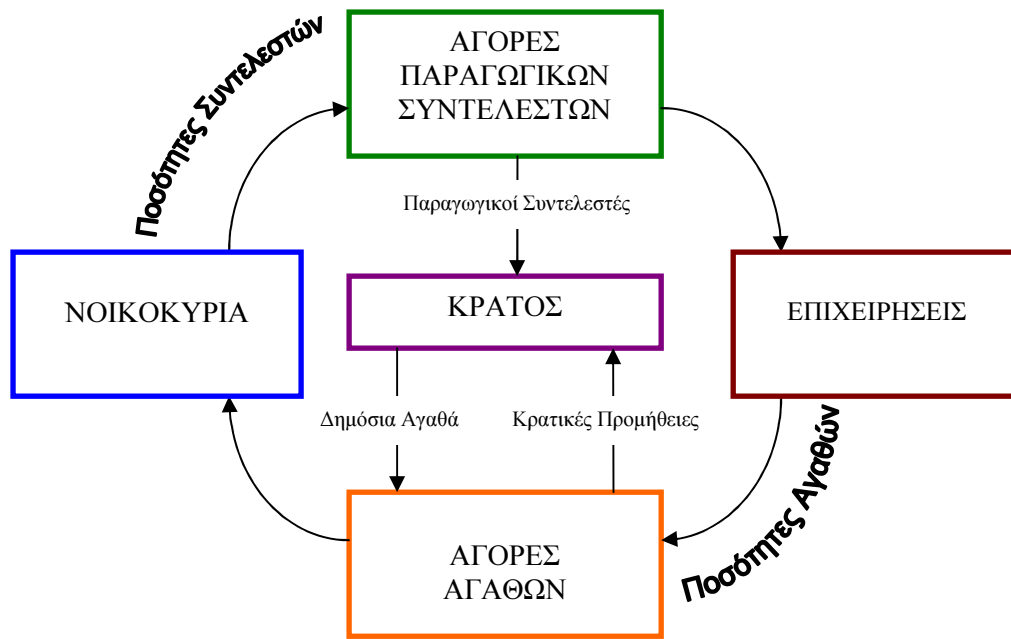 Ποσότητες Συντελεστών
ΑΓΟΡΕΣ
ΠΑΡΑΓΩΓΙΚΩΝ
ΣΥΝΤΕΛΕΣΤΩΝ
Παραγωγικοί Συντελεστές
ΝΟΙΚΟΚΥΡΙΑ
ΚΡΑΤΟΣ
ΕΠΙΧΕΙΡΗΣΕΙΣ
Δημόσια Αγαθά
Κρατικές Προμήθειες
Ποσότητες Αγαθών
ΑΓΟΡΕΣ
ΑΓΑΘΩΝ